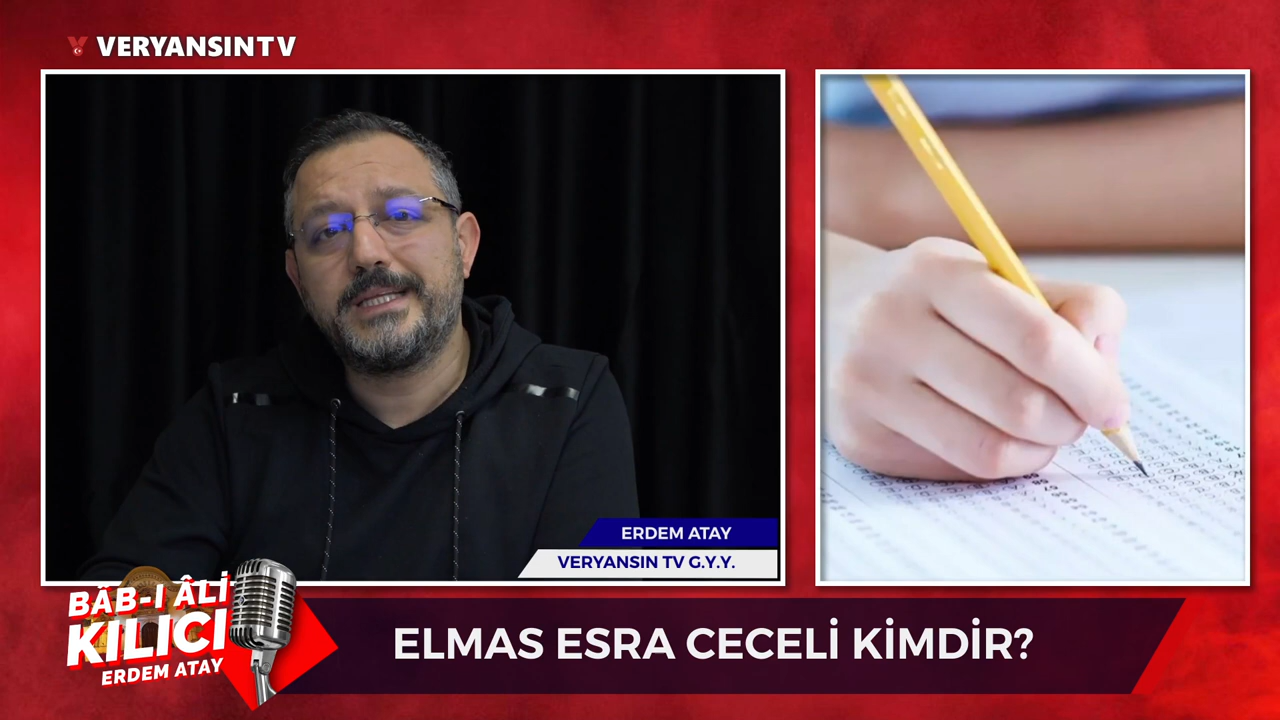 VERYANSINTV
ERDEM ATAY
VERYANSIN TV G.Y.Y.
BÂB-I ÂLİ
KILICI
ERDEM ATAY
ELMAS ESRA CECELİ KİMDİR?